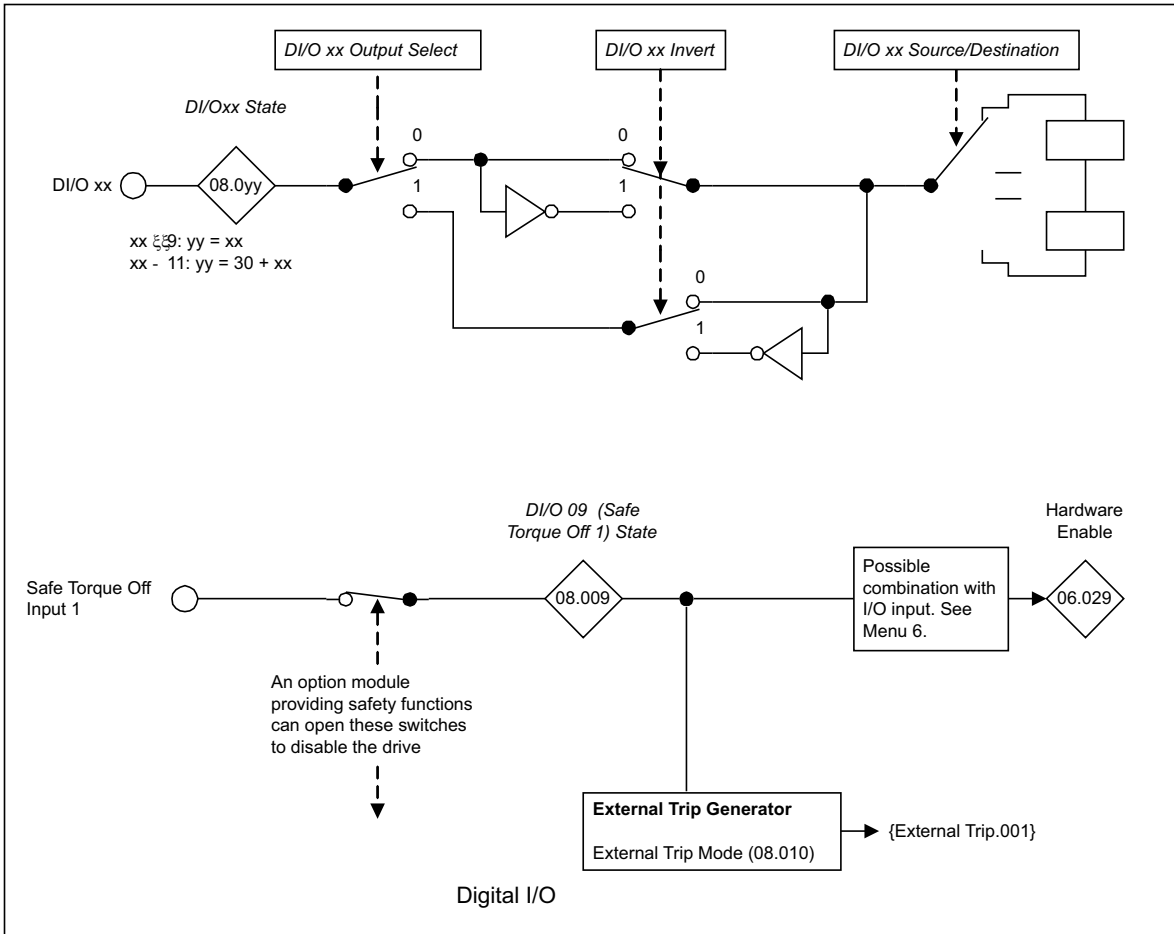 DI/O xx Output Select
DI/O xx Invert
DI/O xx Source/Destination
DI/Oxx State
0
0
DI/O xx
08.0yy
1
1
xx ξξ9: yy = xx
xx - 11: yy = 30 + xx
0
1
DI/O 09 (Safe
Torque Off 1) State
Hardware
Enable
Safe Torque Off
Input 1
08.009
Possible
combination with
I/O input. See
Menu 6.
06.029
An option module
providing safety functions
can open these switches
to disable the drive
External Trip Generator
External Trip Mode (08.010)
{External Trip.001}
Digital I/O